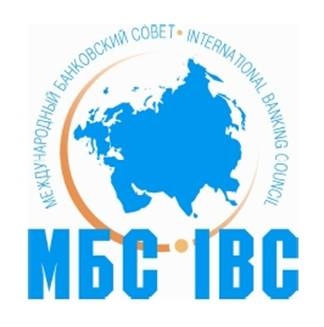 МЕЖДУНАРОДНЫЙ БАНКОВСКИЙ СОВЕТ • INTERNATIONAL BANKING COUNCIL
МБС • IBC